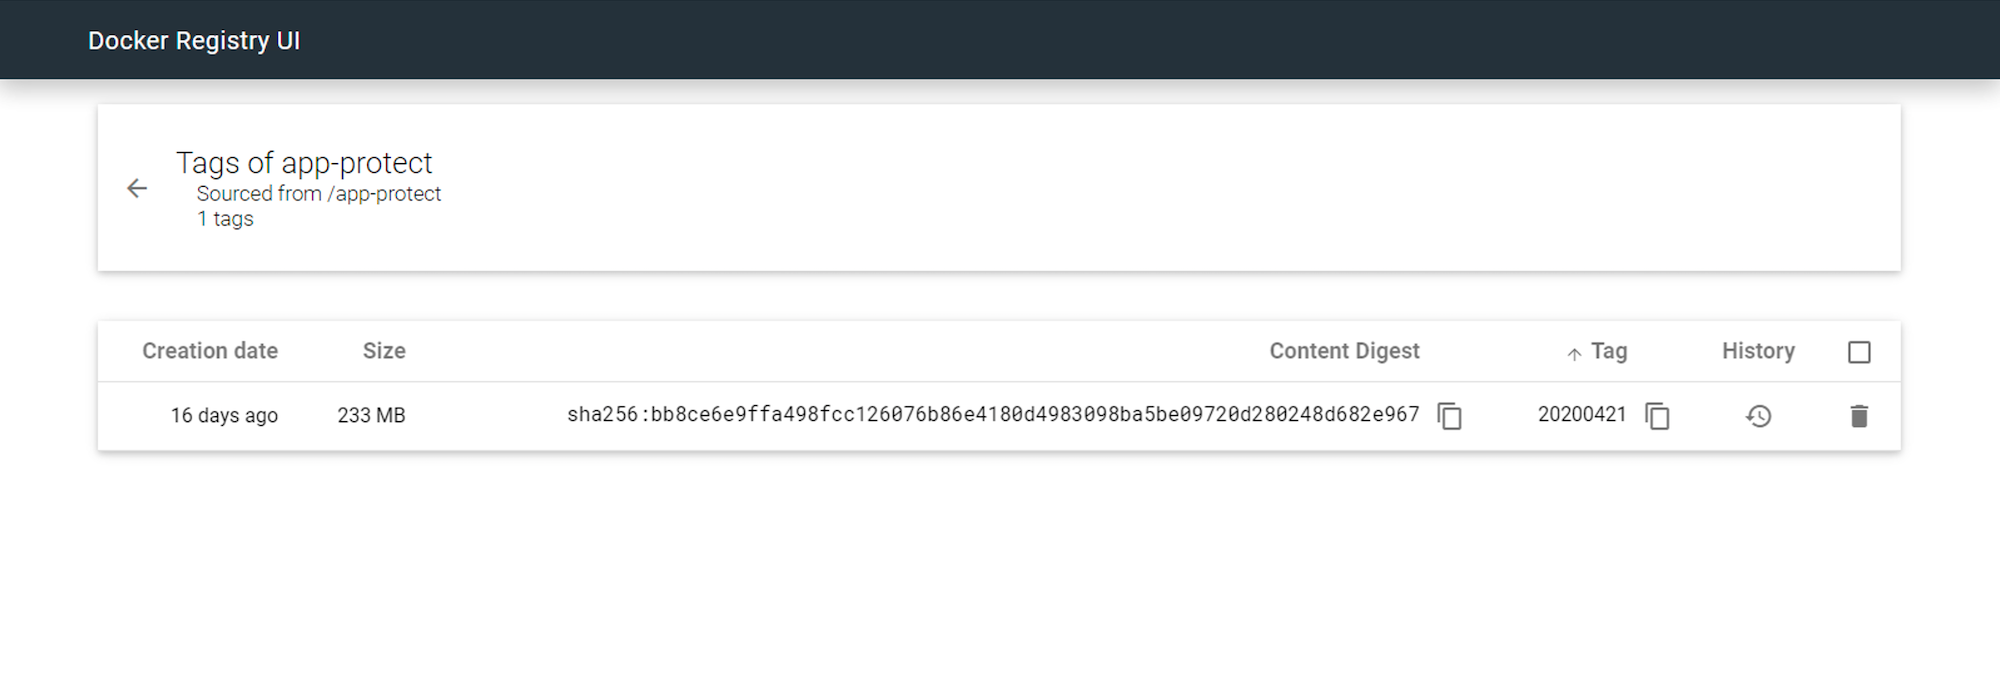 Docker Registry UI
Tags of app-protect
Sourced from /app-protect
1 tags
Creation date Size Content Digest Tag History
16 days ago 233 MB sha256:bb8ce6e9ffa498fcc126076b86e4180d4983098ba5be09720d280248d682e967 20200421